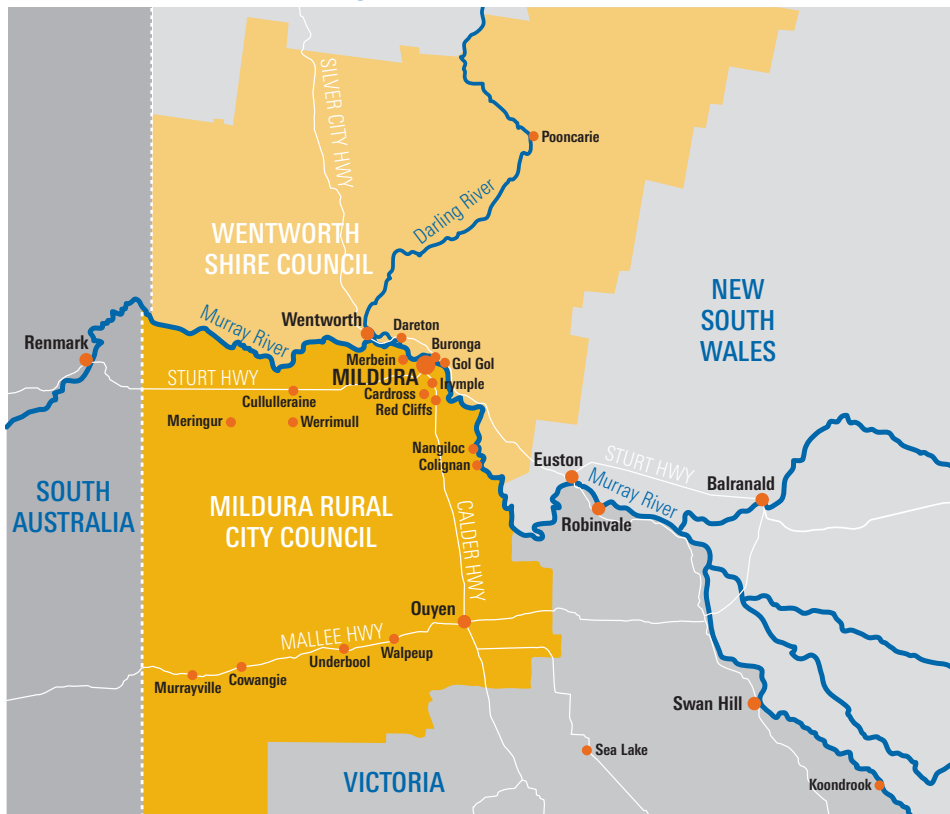 SILVER CITY HWY
Pooncarie
Darling River
WENTWORTH
SHIRE COUNCIL
NEW
SOUTH
WALES
Murray River
Wentworth
Dareton
Renmark
Buronga
Merbein
Gol Gol
MILDURA
STURT HWY
Irymple
Cullulleraine
Cardross
Red Cliffs
Meringur
Werrimull
Nangiloc
Colignan
Euston
STURT HWY
Murray River
Balranald
SOUTH
AUSTRALIA
MILDURA RURAL
CITY COUNCIL
Robinvale
CALDER HWY
Ouyen
MALLEE HWY
Walpeup
Underbool
Cowangie
Murrayville
Swan Hill
Sea Lake
VICTORIA
Koondrook